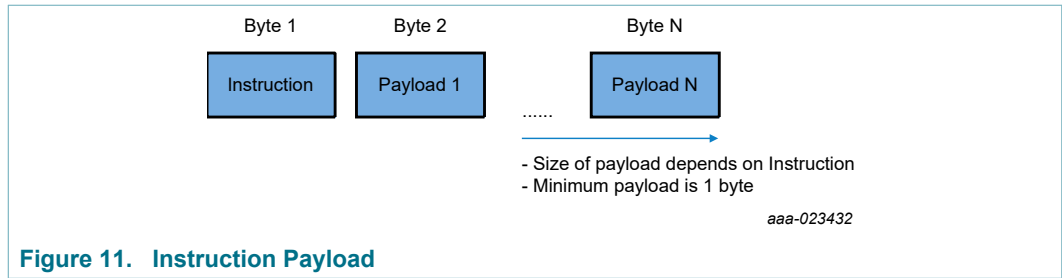 Byte 1 Byte 2 Byte N
Instruction Payload 1 Payload N
......
- Size of payload depends on Instruction
- Minimum payload is 1 byte
aaa-023432
Figure 11. Instruction Payload